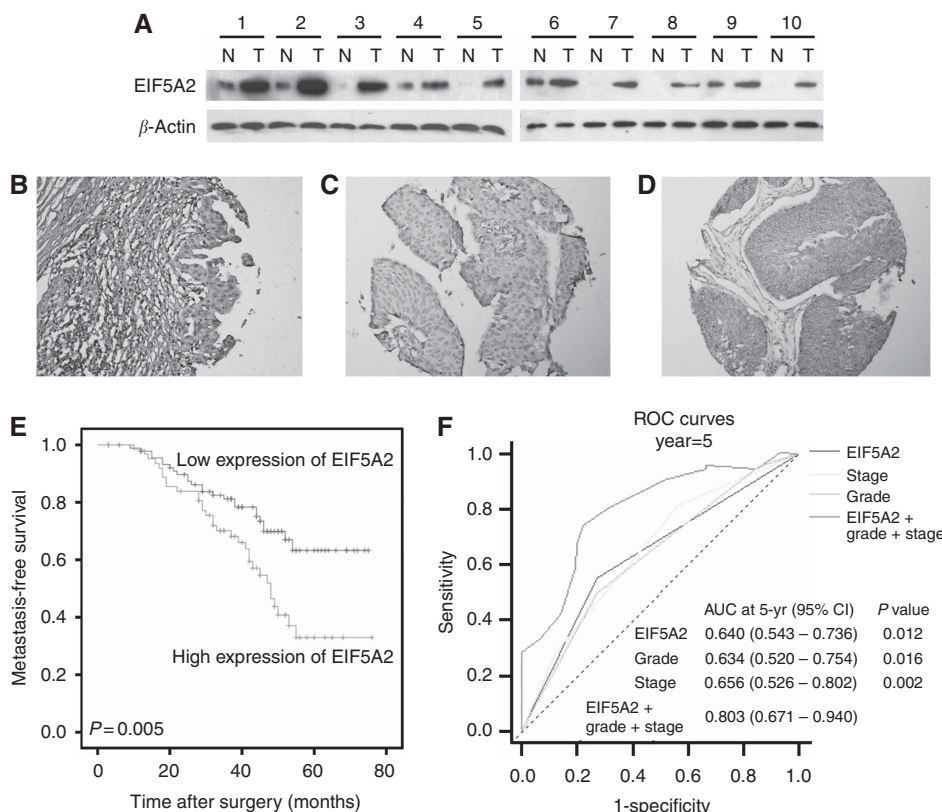 A
1 2 3 4 5 6 7 8 9 10
N T N T N T N T N T N T N T N T N T N T
EIF5A2
β-Actin
B C D
E
Metastasis-free survival
1.0
0.8
0.6
0.4
0.2
0.0
Low expression of EIF5A2
High expression of EIF5A2
P=0.005
0 20 40 60 80
Time after surgery (months)
F
ROC curves
year=5
Sensitivity
1.0
0.8
0.6
0.4
0.2
0.0
EIF5A2
Stage
Grade
EIF5A2 +
grade + stage
AUC at 5-yr (95% CI) P value
EIF5A2 0.640 (0.543 – 0.736) 0.012
Grade 0.634 (0.520 – 0.754) 0.016
Stage 0.656 (0.526 – 0.802) 0.002
EIF5A2 +
grade + stage 0.803 (0.671 – 0.940)
0.0 0.2 0.4 0.6 0.8 1.0
1-specificity